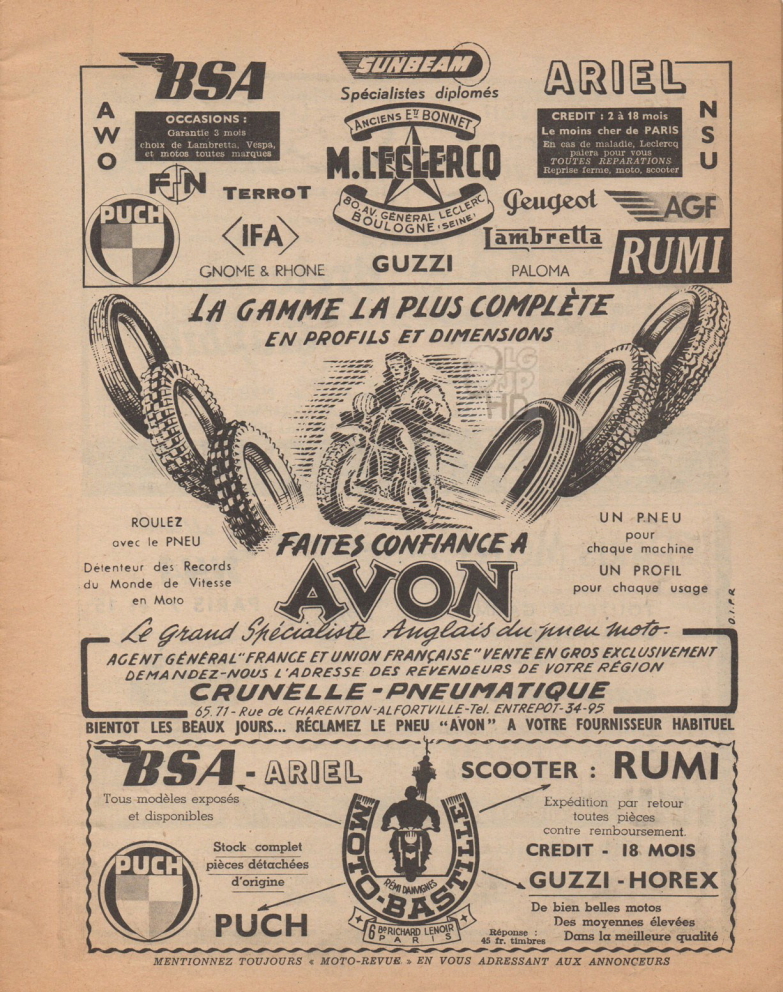 BSA
SUNBEAM
ARIEL
Spécialistes diplomés
AWO
OCCASIONS :
Garantie 3 mois
choix de Lambretta, Vespa,
et motos toutes marques
ANCIENS Ets BONNET
M. LECLERCQ
80, AV. GÉNÉRAL LECLERC
BOULOGNE (SEINE)
CREDIT : 2 à 18 mois
Le moins cher de PARIS
En cas de maladie, Leclercq
paiera pour vous
TOUTES REPARATIONS
Reprise ferme, moto, scooter
NSU
FN
TERROT
PUCH
IFA
GNOME & RHONE
GUZZI
Peugeot
AGF
Lambretta
PALOMA
RUMI
LA GAMME LA PLUS COMPLÈTE
EN PROFILS ET DIMENSIONS
ROULEZ
avec le PNEU
Détenteur des Records
du Monde de Vitesse
en Moto
FAITES CONFIANCE A
AVON
UN PNEU
pour
chaque machine
UN PROFIL
pour chaque usage
D.I.P.R
Le Grand Spécialiste Anglais du pneu moto.
AGENT GÉNÉRAL "FRANCE ET UNION FRANÇAISE" VENTE EN GROS EXCLUSIVEMENT
DEMANDEZ-NOUS L'ADRESSE DES REVENDEURS DE VOTRE RÉGION
CRUNELLE-PNEUMATIQUE
65.71 - Rue de CHARENTON-ALFORTVILLE-Tel. ENTREPOT-34-95
BIENTOT LES BEAUX JOURS... RÉCLAMEZ LE PNEU "AVON" A VOTRE FOURNISSEUR HABITUEL
BSA - ARIEL
SCOOTER : RUMI
Tous modèles exposés
et disponibles
Expédition par retour
toutes pièces
contre remboursement.
CREDIT - 18 MOIS
Stock complet
pièces détachées
d'origine
PUCH
PUCH
MOTO-BASTILLE
RÉMI DANVIGNES
6 Bd RICHARD LENOIR
PARIS
GUZZI - HOREX
De bien belles motos
Des moyennes élevées
Dans la meilleure qualité
Réponse :
45 fr. timbres
MENTIONNEZ TOUJOURS « MOTO-REVUE » EN VOUS ADRESSANT AUX ANNONCEURS